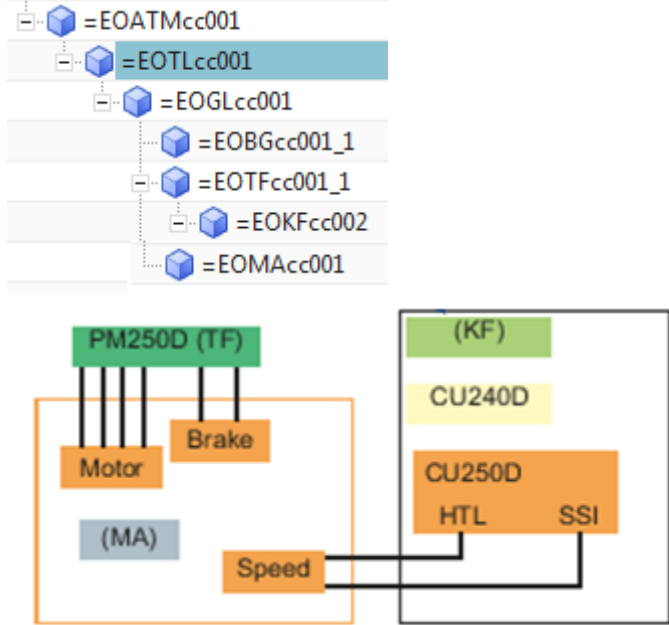 =EOATMcc001
=EOTLcc001
=EOGLcc001
=EOBGcc001_1
=EOTFcc001_1
=EOKFcc002
=EOMAcc001
PM250D (TF)
(KF)
CU240D
Brake
Motor
CU250D
HTL SSI
(MA)
Speed